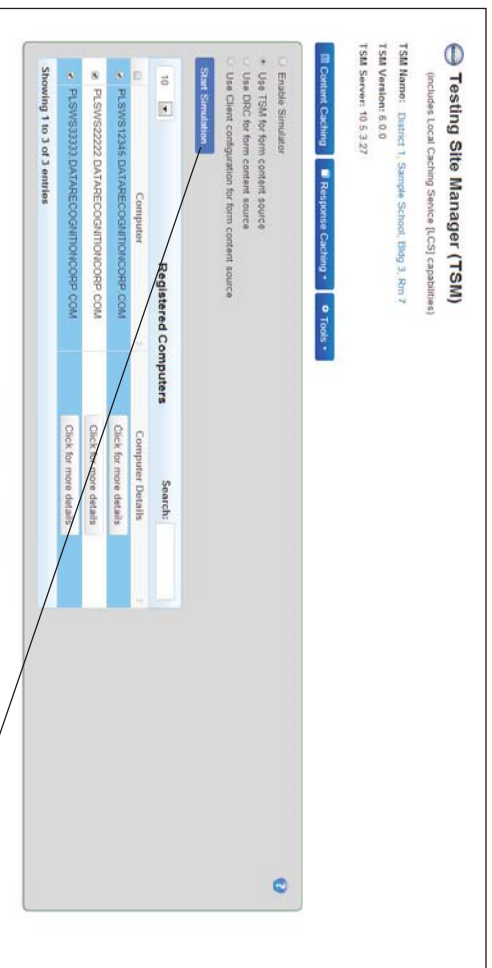 Testing Site Manager (TSM)
(includes Local Caching Service [LCS] capabilities)
TSM Name: District 1, Sample School, Bldg 3, Rm 7
TSM Version: 6.0.0
TSM Server: 10.5.3.27
Content Caching
Response Caching
Tools
Enable Simulator
Use TSM for form content source
Use DRC for form content source
Use Client configuration for form content source
Start Simulation
Registered Computers
10
Search:
Computer
Computer Details
PLSWS12345.DATARECOGNITIONCORP.COM
Click for more details
PLSWS22222.DATARECOGNITIONCORP.COM
Click for more details
PLSWS33333.DATARECOGNITIONCORP.COM
Click for more details
Showing 1 to 3 of 3 entries
?